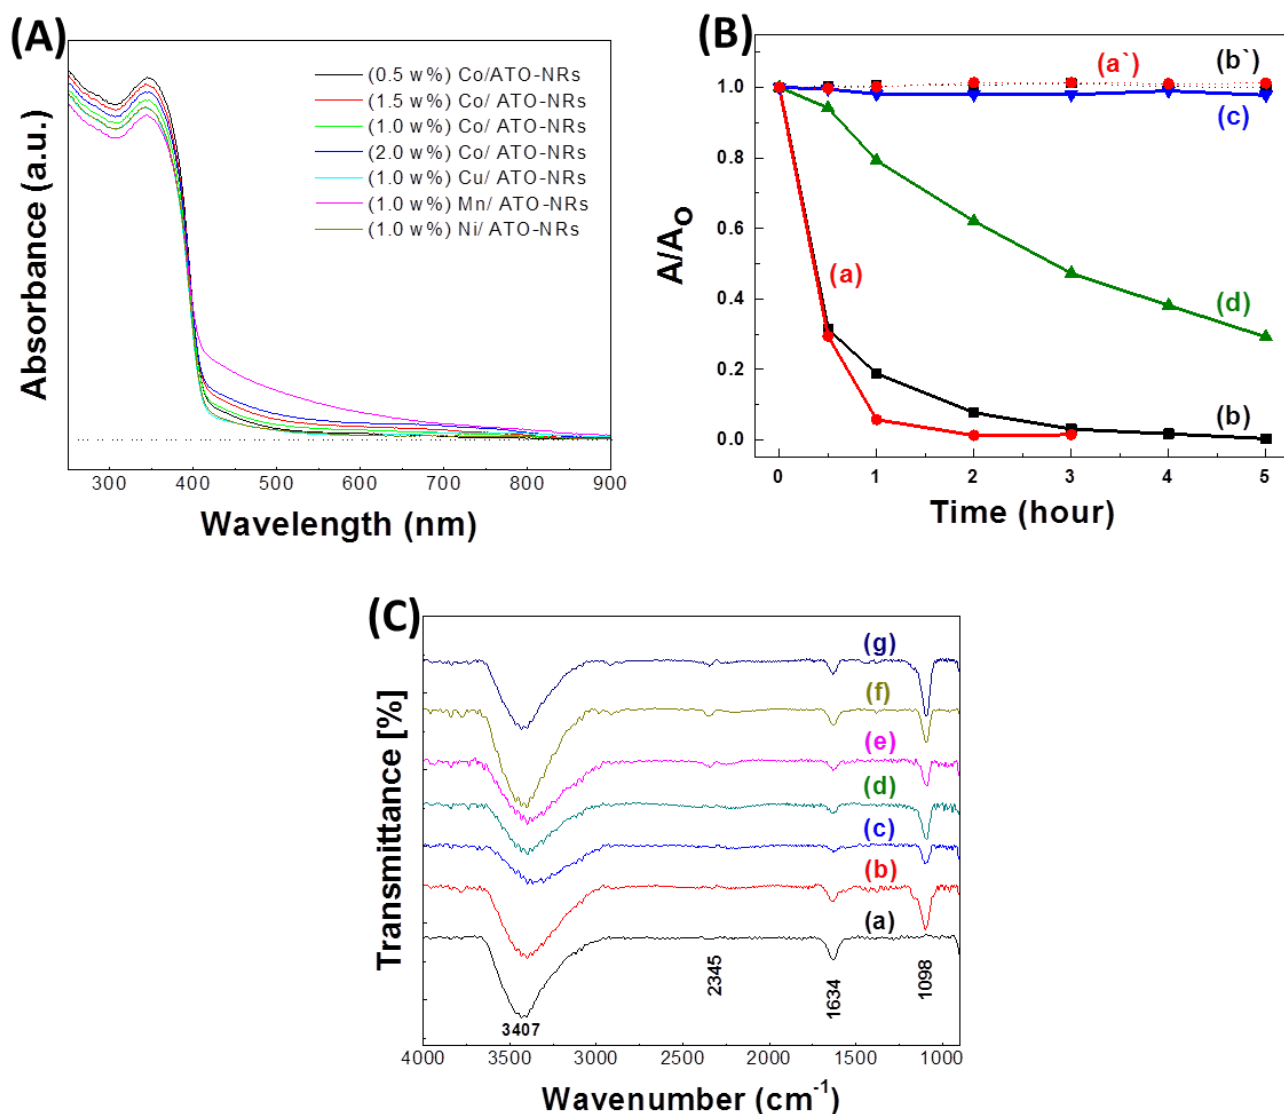 (A)
Absorbance (a.u.)
(0.5 w%) Co/ATO-NRs
(1.5 w%) Co/ ATO-NRs
(1.0 w%) Co/ ATO-NRs
(2.0 w%) Co/ ATO-NRs
(1.0 w%) Cu/ ATO-NRs
(1.0 w%) Mn/ ATO-NRs
(1.0 w%) Ni/ ATO-NRs
300 400 500 600 700 800 900
Wavelength (nm)
(B)
A/AO
1.0
0.8
0.6
0.4
0.2
0.0
(a`)
(b`)
(c)
(a)
(d)
(b)
0 1 2 3 4 5
Time (hour)
(C)
Transmittance [%]
(g)
(f)
(e)
(d)
(c)
(b)
(a)
3407
2345
1634
1098
4000 3500 3000 2500 2000 1500 1000
Wavenumber (cm⁻¹)